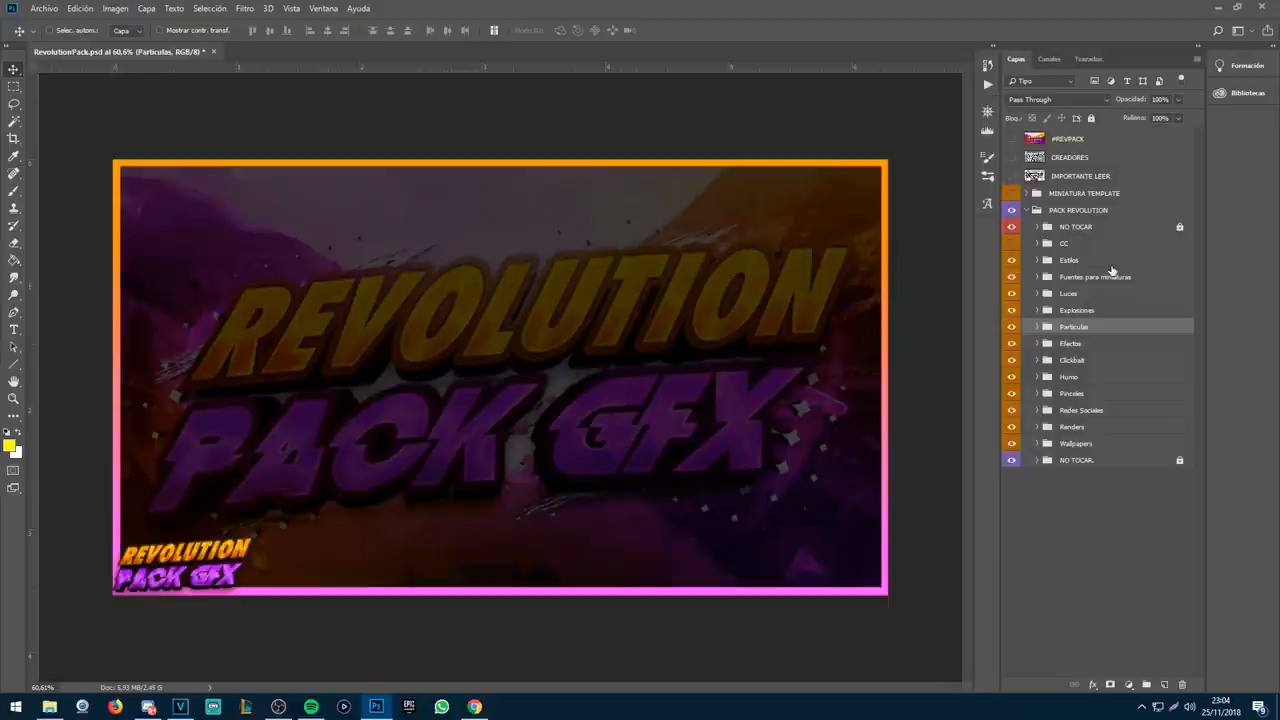 Ps Archivo Edición Imagen Capa Texto Selección Filtro 3D Vista Ventana Ayuda
Selec. autom.: Capa Mostrar contr. transf.
RevolutionPack.psd al 60,6% (Particulas, RGB/8) *
Formación
Bibliotecas
Capas Canales Trazados
Tipo
Pass Through Opacidad: 100%
Bloq.: Relleno: 100%
#REVPACK
CREADORES
IMPORTANTE LEER
MINIATURA TEMPLATE
PACK REVOLUTION
NO TOCAR
CC
Estilos
Fuentes para miniaturas
Luces
Explosiones
Particulas
Efectos
Clickbait
Humo
Pinceles
Redes Sociales
Renders
Wallpapers
NO TOCAR.
REVOLUTION
PACK GFX
REVOLUTION
PACK GFX
60,61% Doc: 5,93 MB/2,49 G
23:04
25/11/2018